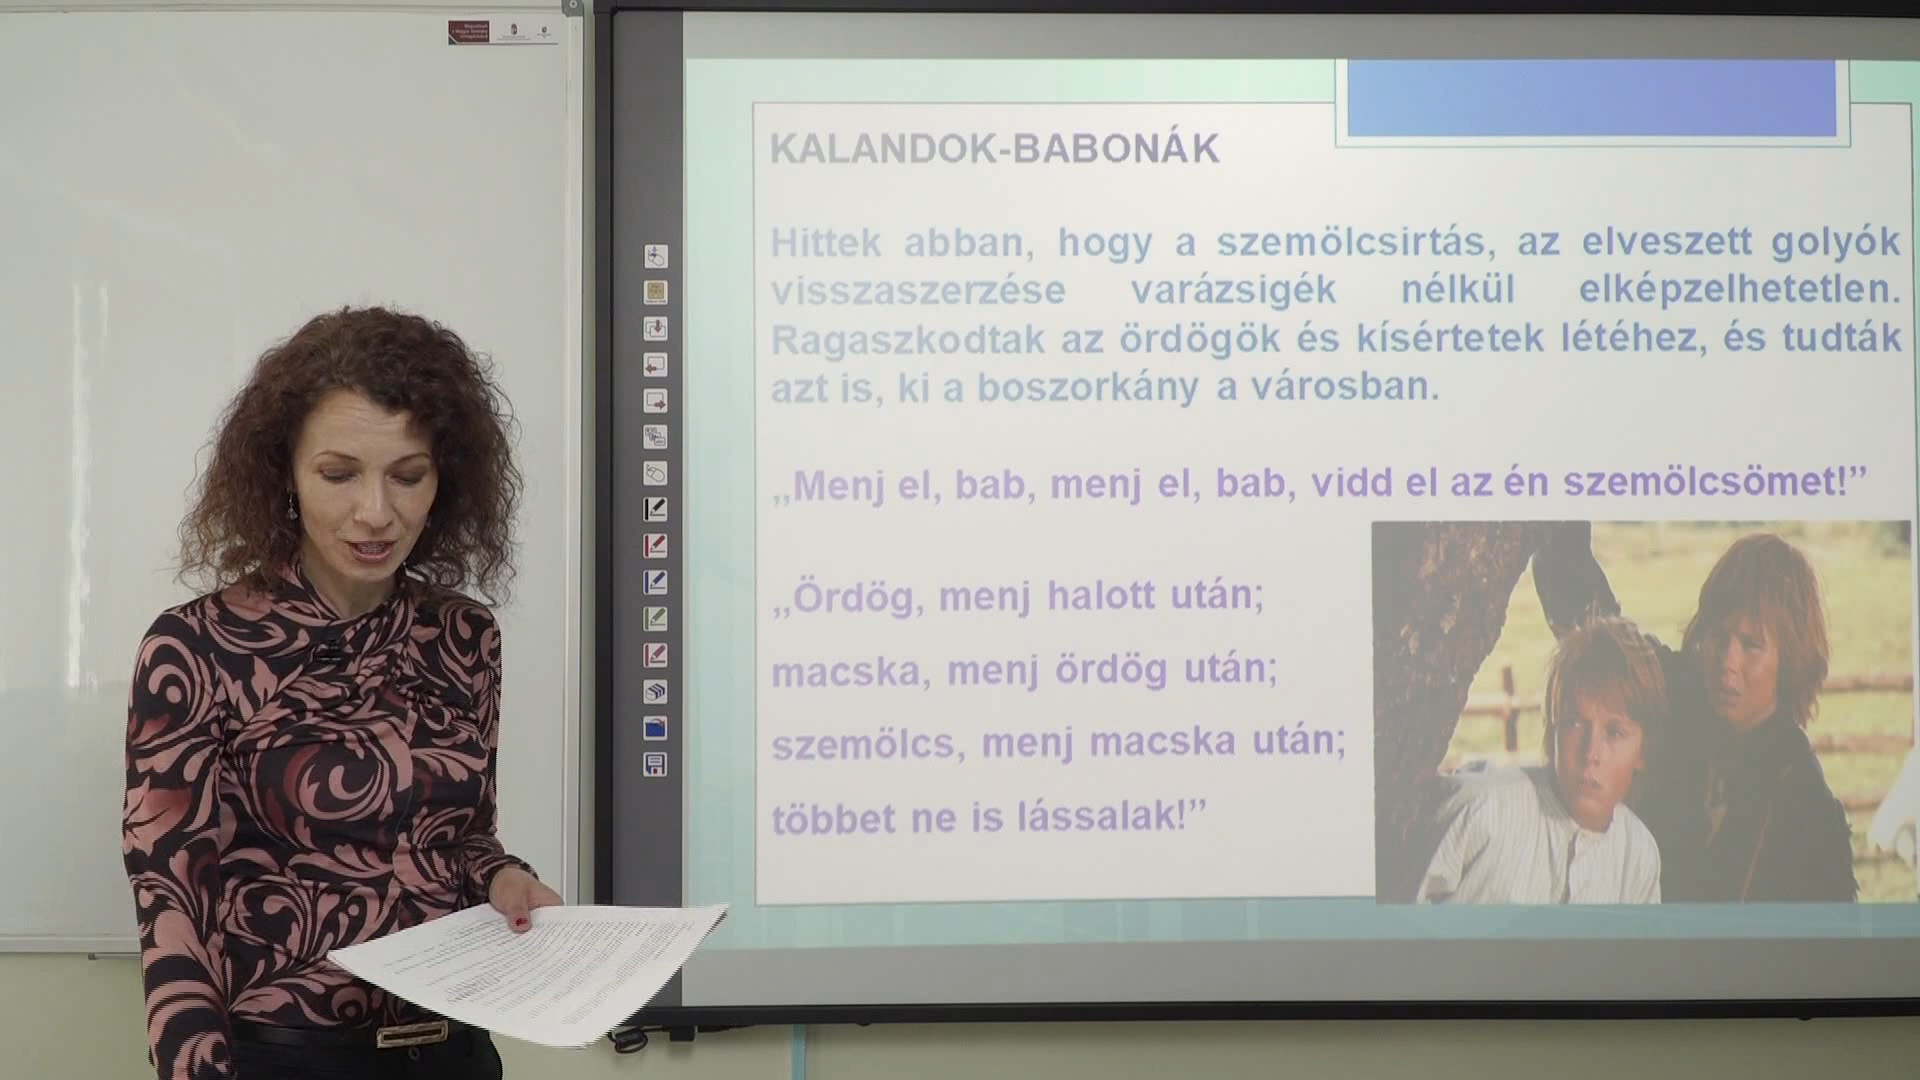 KALANDOK-BABONÁK
Hittek abban, hogy a szemölcsirtás, az elveszett golyók
visszaszerzése varázsigék nélkül elképzelhetetlen.
Ragaszkodtak az ördögök és kísértetek létéhez, és tudták
azt is, ki a boszorkány a városban.
„Menj el, bab, menj el, bab, vidd el az én szemölcsömet!”
„Ördög, menj halott után;
macska, menj ördög után;
szemölcs, menj macska után;
többet ne is lássalak!”